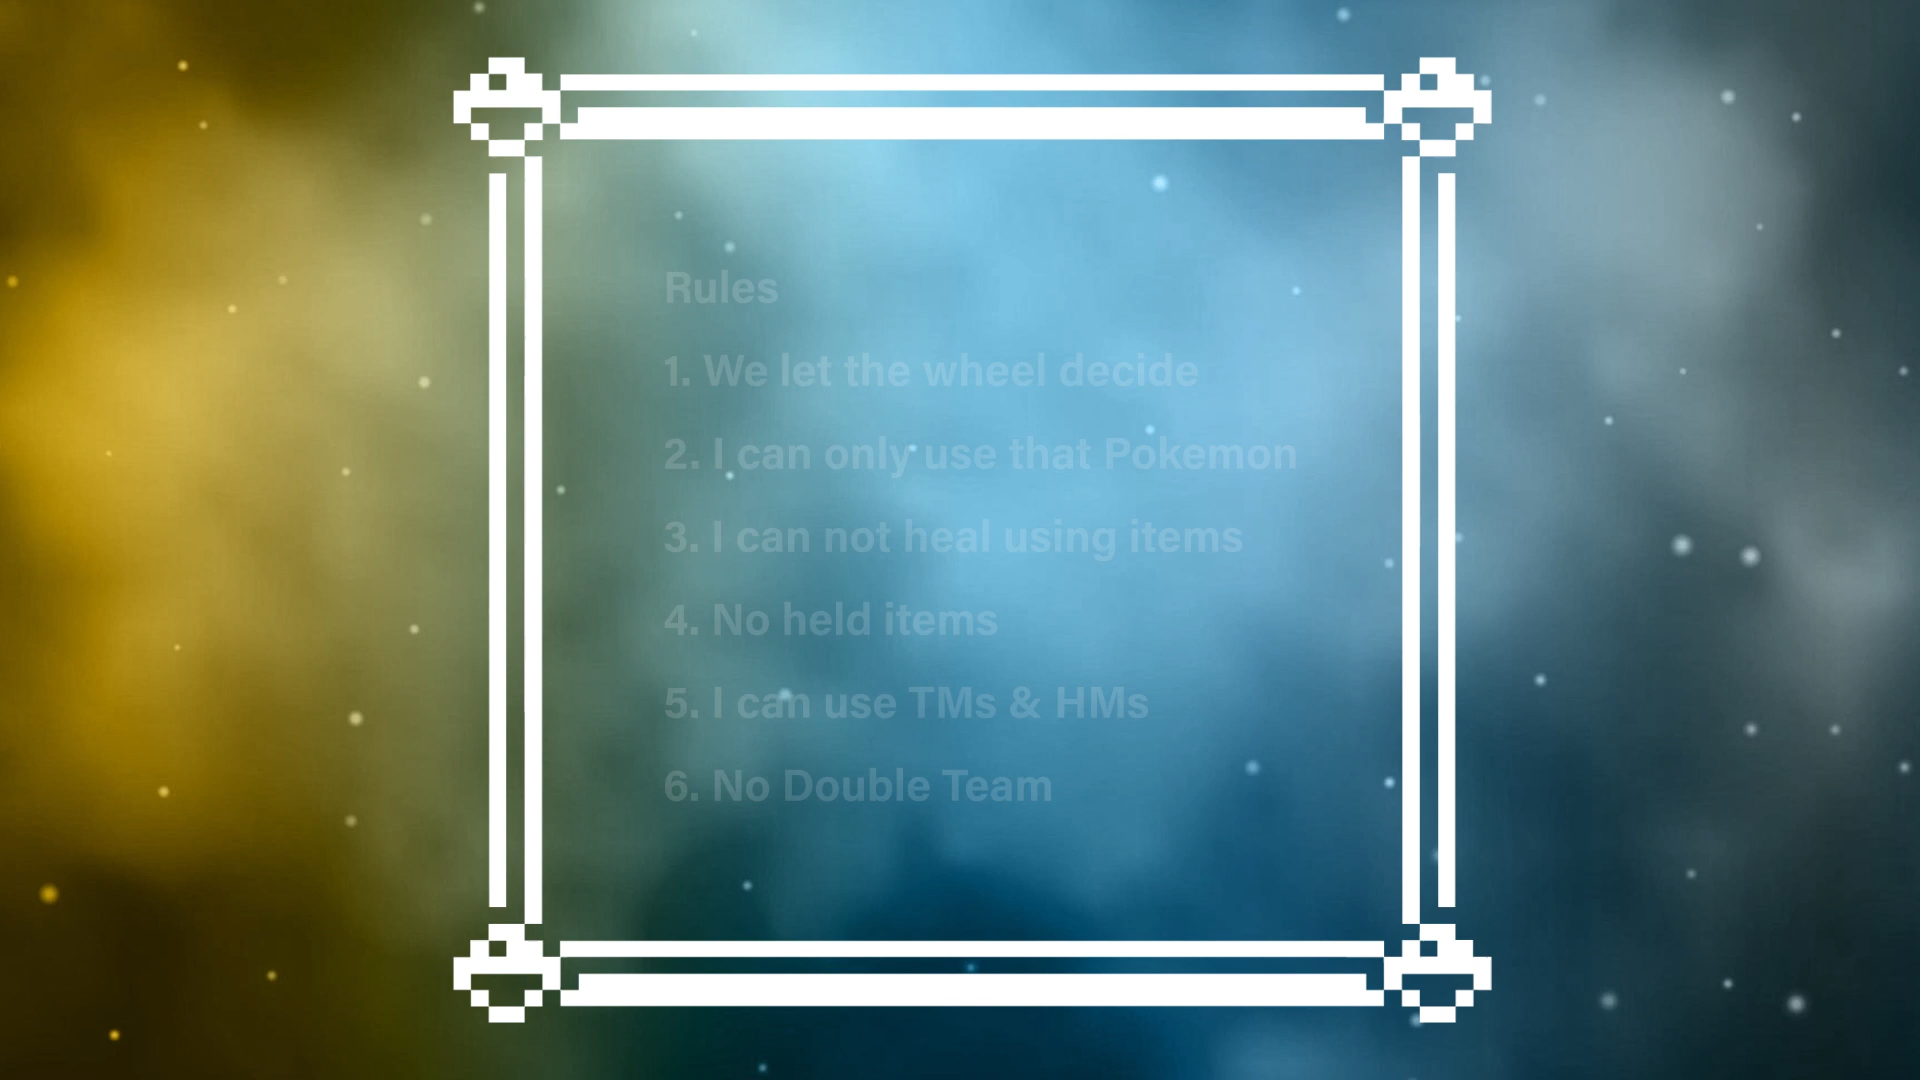 Rules
1. We let the wheel decide
2. I can only use that Pokemon
3. I can not heal using items
4. No held items
5. I can use TMs & HMs
6. No Double Team